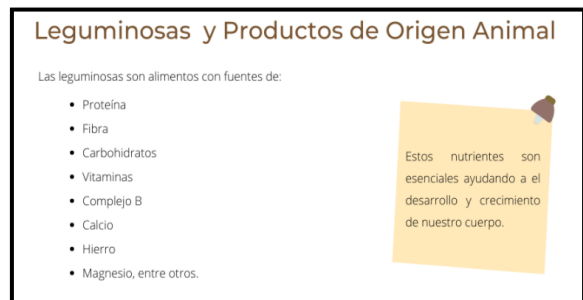 Leguminosas y Productos de Origen Animal
Las leguminosas son alimentos con fuentes de:
• Proteína
• Fibra
• Carbohidratos
• Vitaminas
• Complejo B
• Calcio
• Hierro
• Magnesio, entre otros.
Estos nutrientes son
esenciales ayudando a el
desarrollo y crecimiento
de nuestro cuerpo.